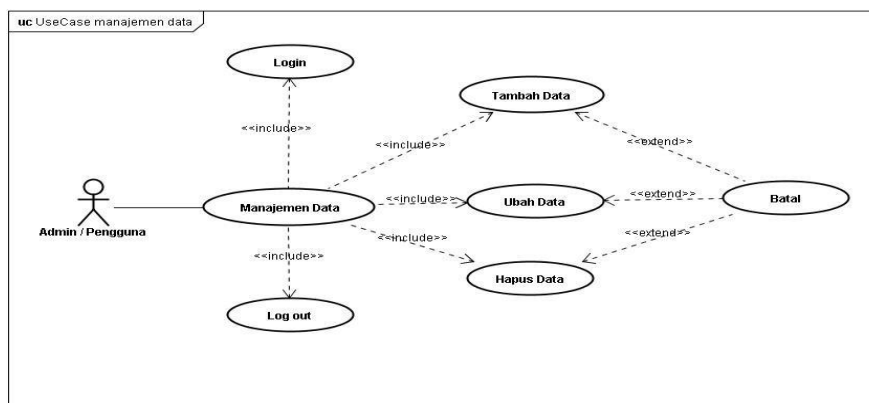 uc UseCase manajemen data
Login
Tambah Data
<<include>>
<<include>>
<<extend>>
Admin / Pengguna
Manajemen Data
<<include>>
Ubah Data
<<extend>>
Batal
<<include>>
<<include>>
<<extend>>
Hapus Data
Log out